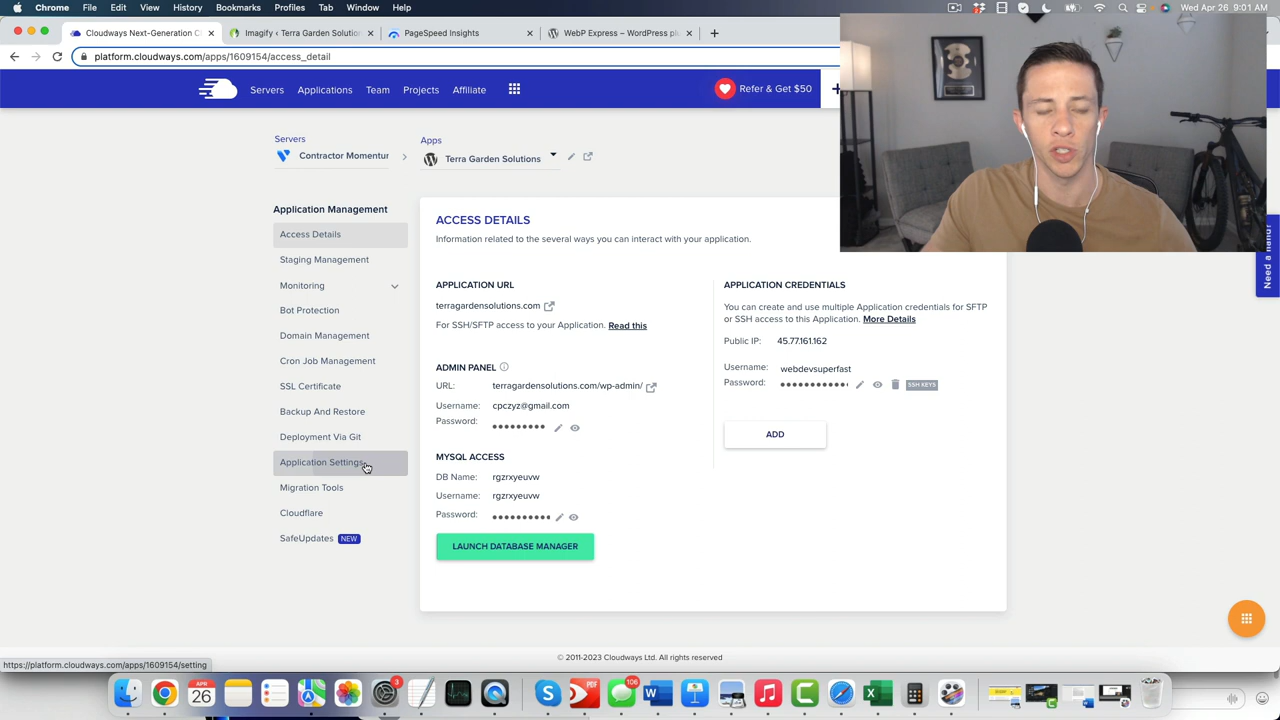 Chrome File Edit View History Bookmarks Profiles Tab Window Help
3
Wed Apr 26 9:01 AM
Cloudways Next-Generation C
Imagify ‹ Terra Garden Solutio
PageSpeed Insights
WebP Express – WordPress plu
platform.cloudways.com/apps/1609154/access_detail
Servers Applications Team Projects Affiliate
Refer & Get $50
Servers
Contractor Momentur
Apps
Terra Garden Solutions
Need a hand?
Application Management
Access Details
Staging Management
Monitoring
Bot Protection
Domain Management
Cron Job Management
SSL Certificate
Backup And Restore
Deployment Via Git
Application Settings
Migration Tools
Cloudflare
SafeUpdates NEW
ACCESS DETAILS
Information related to the several ways you can interact with your application.
APPLICATION URL
terragardensolutions.com
For SSH/SFTP access to your Application. Read this
ADMIN PANEL
URL: terragardensolutions.com/wp-admin/
Username: cpczyz@gmail.com
Password: •••••••••
MYSQL ACCESS
DB Name: rgzrxyeuvw
Username: rgzrxyeuvw
Password: ••••••••••
LAUNCH DATABASE MANAGER
APPLICATION CREDENTIALS
You can create and use multiple Application credentials for SFTP
or SSH access to this Application. More Details
Public IP: 45.77.161.162
Username: webdevsuperfast
Password: •••••••••••• SSH KEYS
ADD
© 2011-2023 Cloudways Ltd. All rights reserved
https://platform.cloudways.com/apps/1609154/setting
APR
26
3
106
PDF